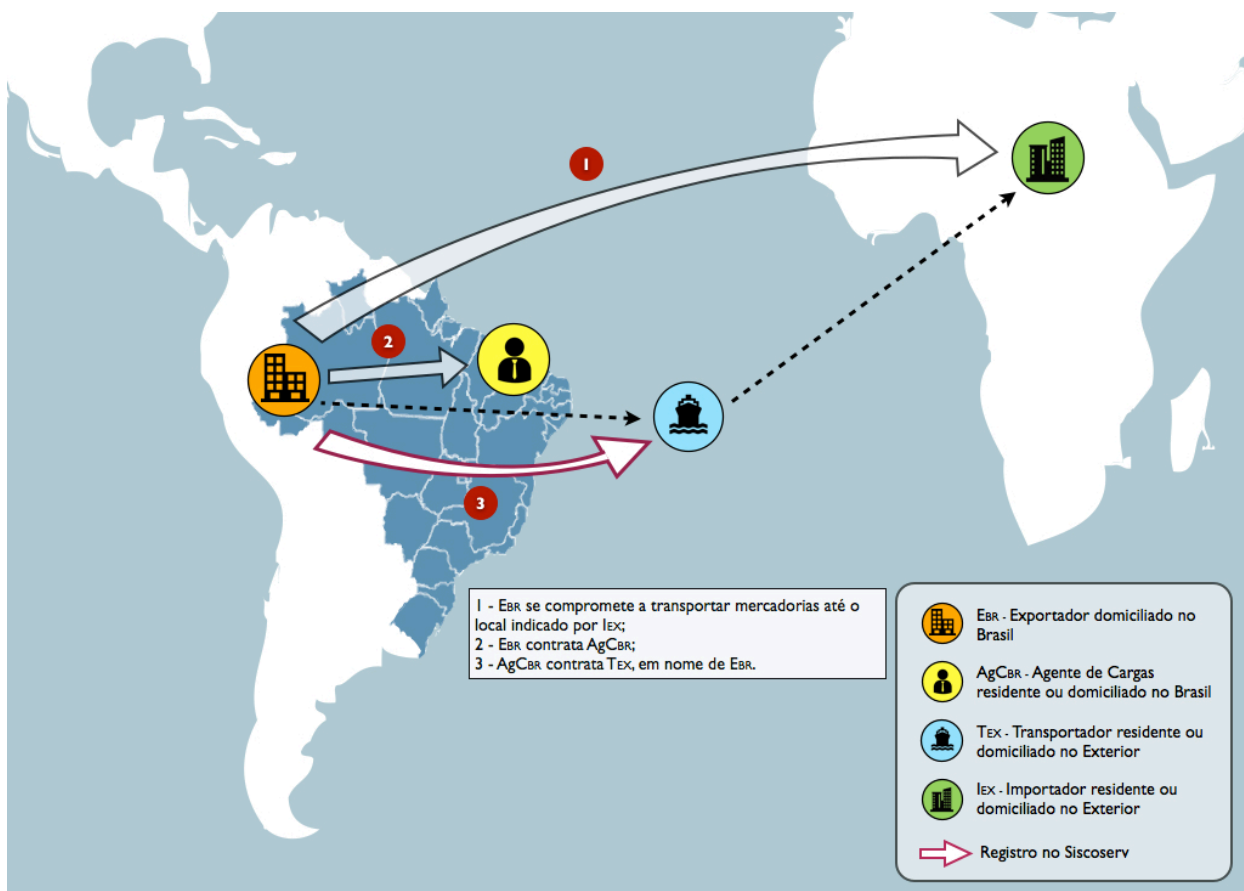 1
2
3
1 - EBR se compromete a transportar mercadorias até o
local indicado por IEX;
2 - EBR contrata AgCBR;
3 - AgCBR contrata TEX, em nome de EBR.
EBR - Exportador domiciliado no
Brasil
AgCBR - Agente de Cargas
residente ou domiciliado no Brasil
TEX - Transportador residente ou
domiciliado no Exterior
IEX - Importador residente ou
domiciliado no Exterior
Registro no Siscoserv